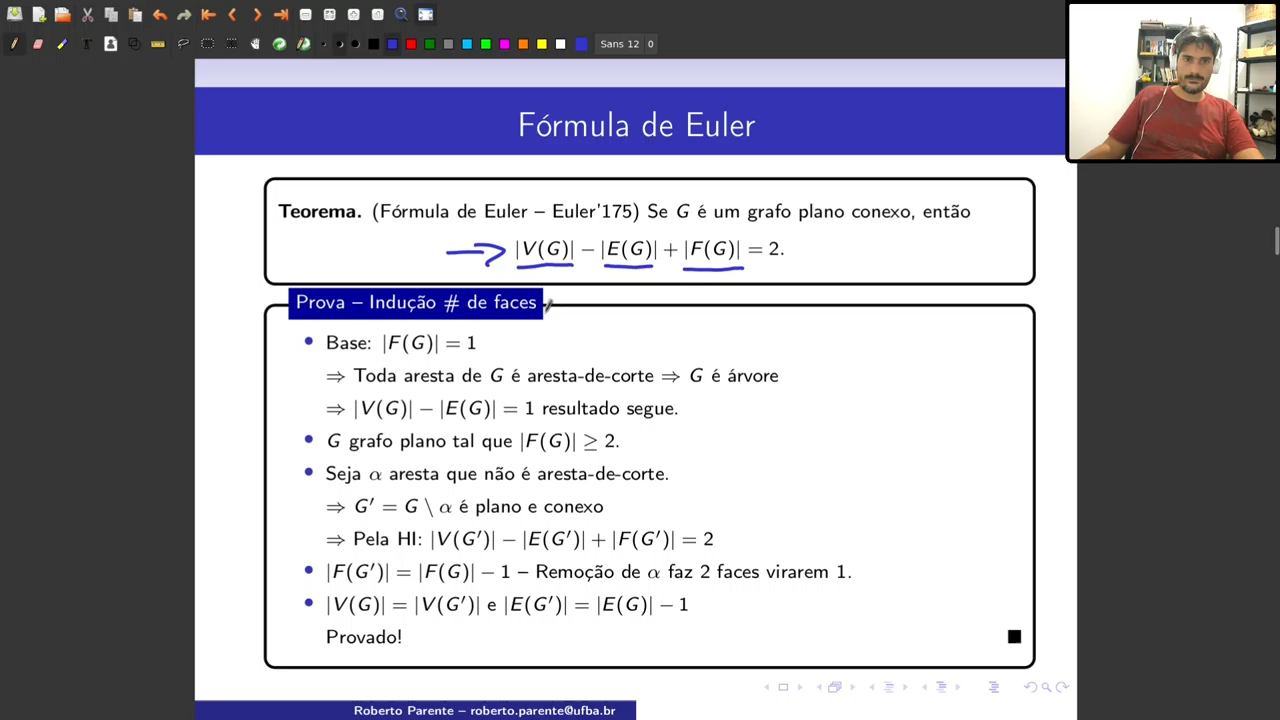 Sans 12 0
Fórmula de Euler
Teorema. (Fórmula de Euler – Euler'175) Se G é um grafo plano conexo, então
|V(G)| − |E(G)| + |F(G)| = 2.
Prova – Indução # de faces
Base: |F(G)| = 1
⇒ Toda aresta de G é aresta-de-corte ⇒ G é árvore
⇒ |V(G)| − |E(G)| = 1 resultado segue.
G grafo plano tal que |F(G)| ≥ 2.
Seja α aresta que não é aresta-de-corte.
⇒ G′ = G \ α é plano e conexo
⇒ Pela HI: |V(G′)| − |E(G′)| + |F(G′)| = 2
|F(G′)| = |F(G)| − 1 – Remoção de α faz 2 faces virarem 1.
|V(G)| = |V(G′)| e |E(G′)| = |E(G)| − 1
Provado!
Roberto Parente – roberto.parente@ufba.br